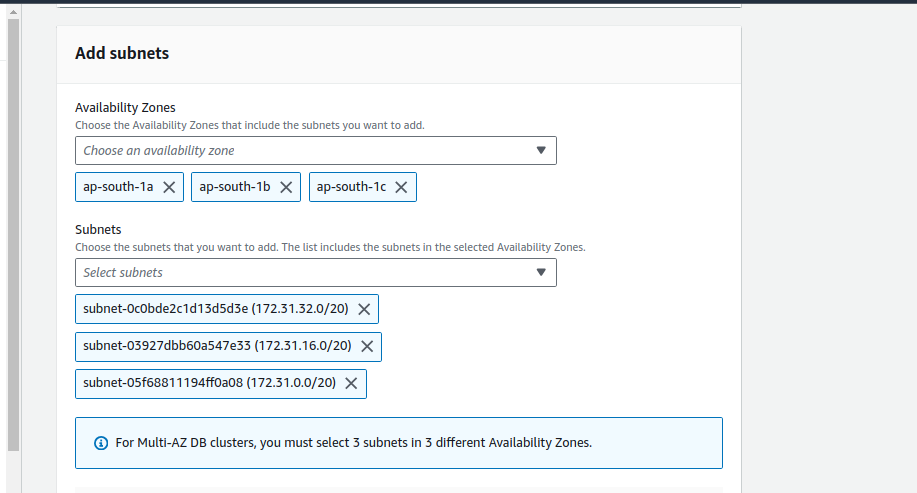 Add subnets
Availability Zones
Choose the Availability Zones that include the subnets you want to add.
Choose an availability zone
ap-south-1a ap-south-1b ap-south-1c
Subnets
Choose the subnets that you want to add. The list includes the subnets in the selected Availability Zones.
Select subnets
subnet-0c0bde2c1d13d5d3e (172.31.32.0/20)
subnet-03927dbb60a547e33 (172.31.16.0/20)
subnet-05f68811194ff0a08 (172.31.0.0/20)
For Multi-AZ DB clusters, you must select 3 subnets in 3 different Availability Zones.